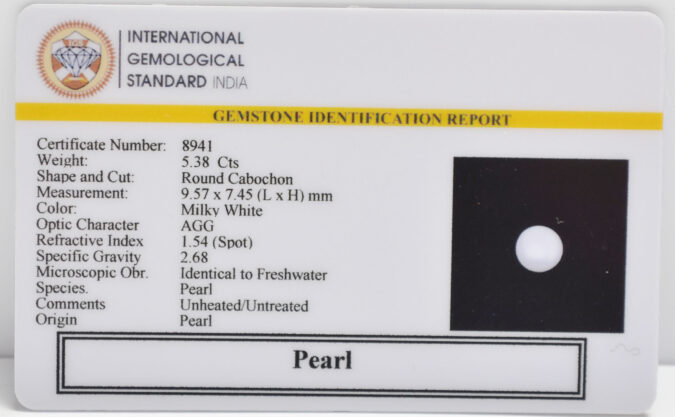 INTERNATIONAL
GEMOLOGICAL
STANDARD INDIA
GEMSTONE IDENTIFICATION REPORT
Certificate Number: 8941
Weight: 5.38 Cts
Shape and Cut: Round Cabochon
Measurement: 9.57 x 7.45 (L x H) mm
Color: Milky White
Optic Character AGG
Refractive Index 1.54 (Spot)
Specific Gravity 2.68
Microscopic Obr. Identical to Freshwater
Species. Pearl
Comments Unheated/Untreated
Origin Pearl
Pearl